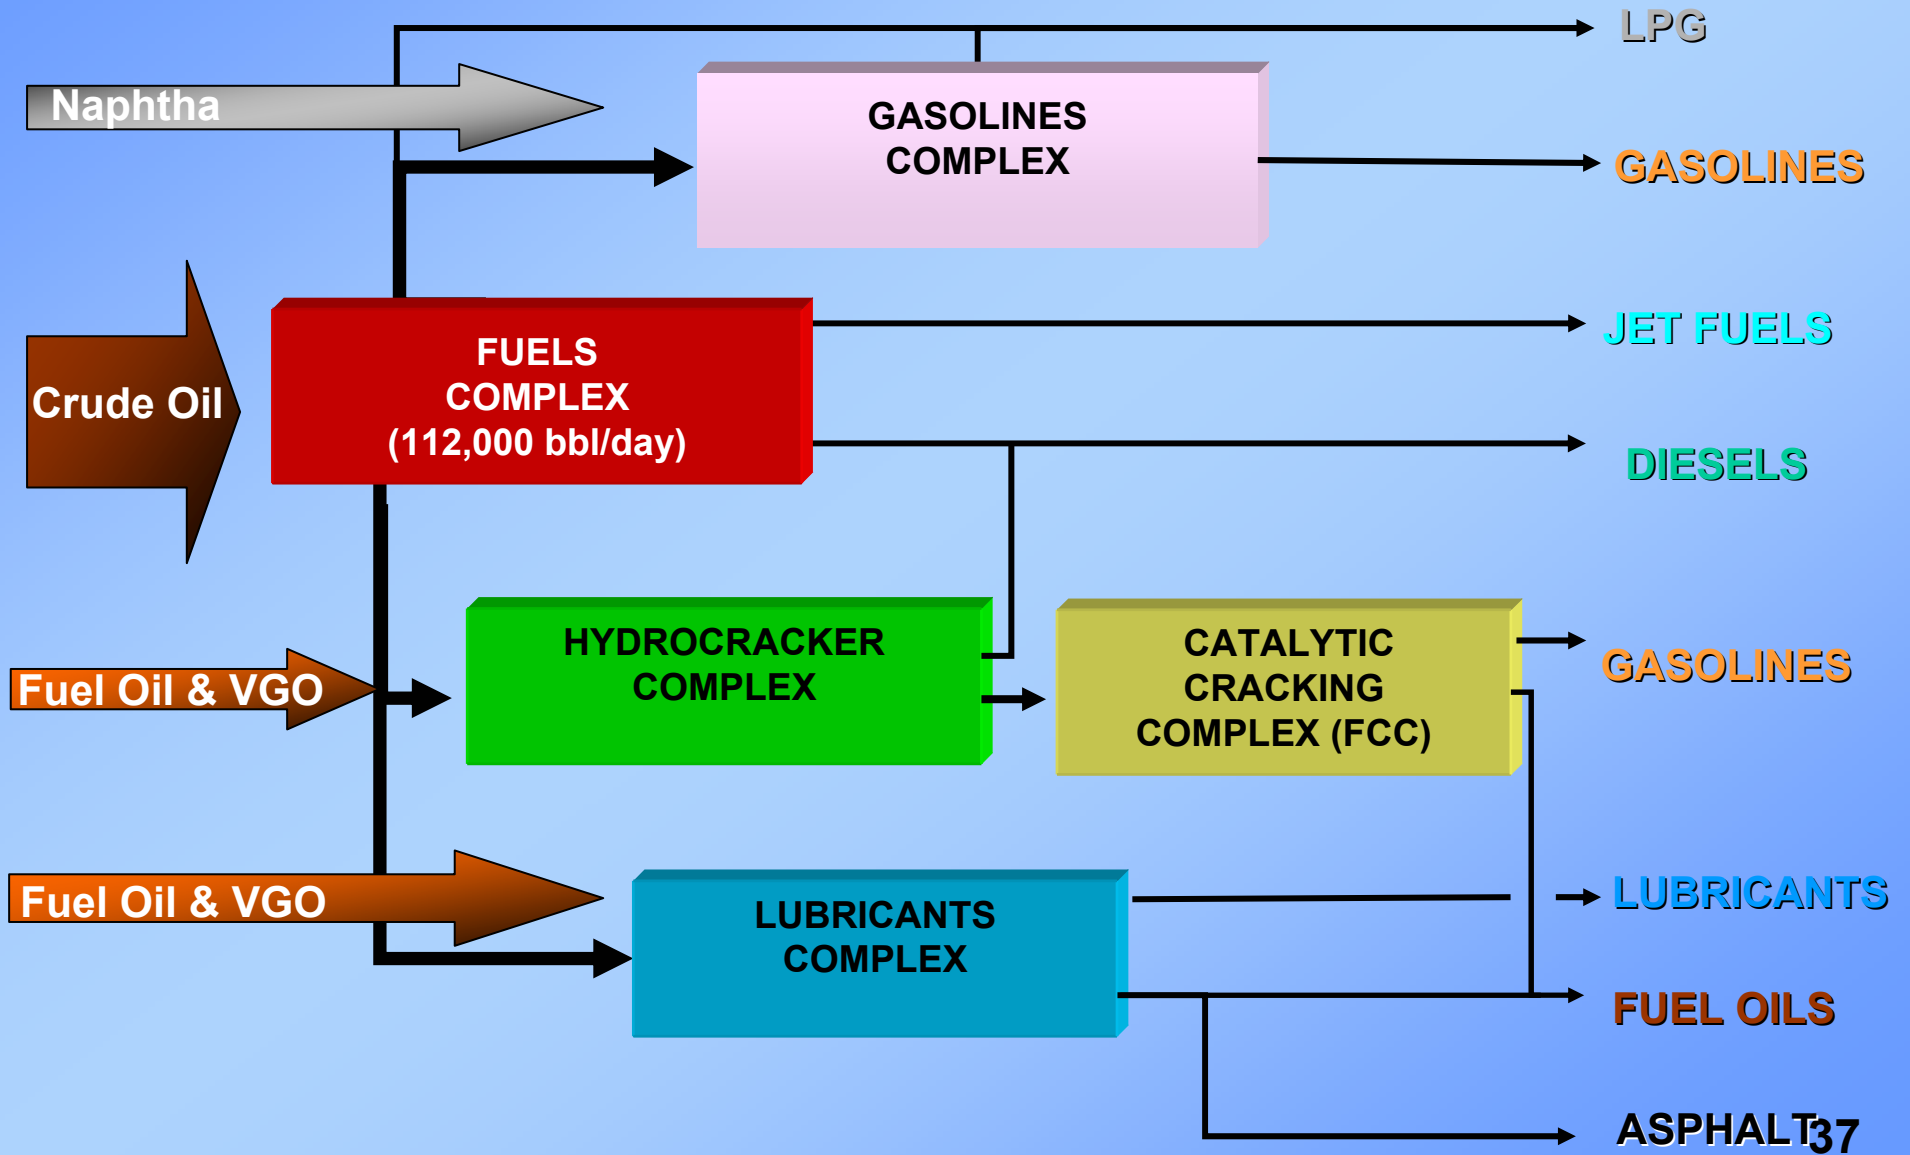 LPG
Naphtha
GASOLINES
COMPLEX
GASOLINES
JET FUELS
FUELS
COMPLEX
(112,000 bbl/day)
Crude Oil
DIESELS
HYDROCRACKER
COMPLEX
CATALYTIC
CRACKING
COMPLEX (FCC)
GASOLINES
Fuel Oil & VGO
Fuel Oil & VGO
LUBRICANTS
COMPLEX
LUBRICANTS
FUEL OILS
ASPHALT
37